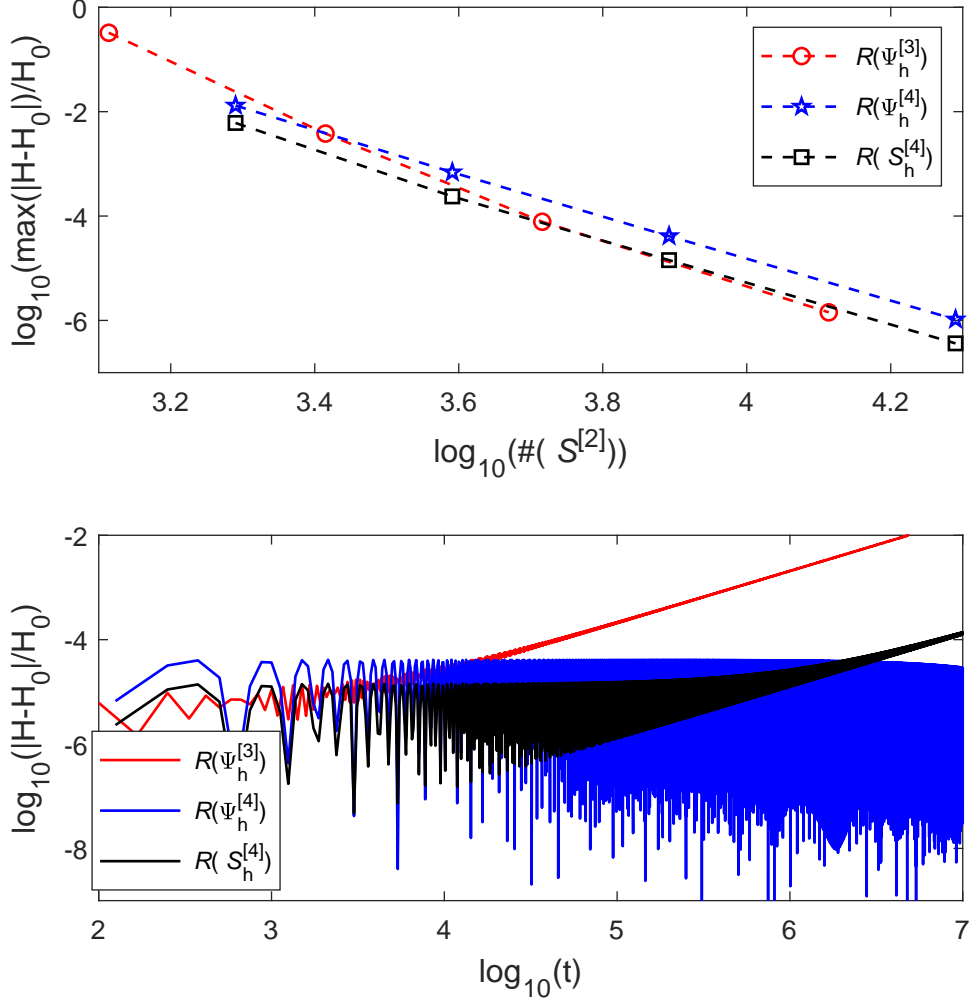 log₁₀(max(|H-H₀|)/H₀)
0
-2
-4
-6
R(Ψₕ^[3])
R(Ψₕ^[4])
R( Sₕ^[4])
3.2 3.4 3.6 3.8 4 4.2
log₁₀(#( S^[2]))
log₁₀(|H-H₀|/H₀)
-2
-4
-6
-8
R(Ψₕ^[3])
R(Ψₕ^[4])
R( Sₕ^[4])
2 3 4 5 6 7
log₁₀(t)